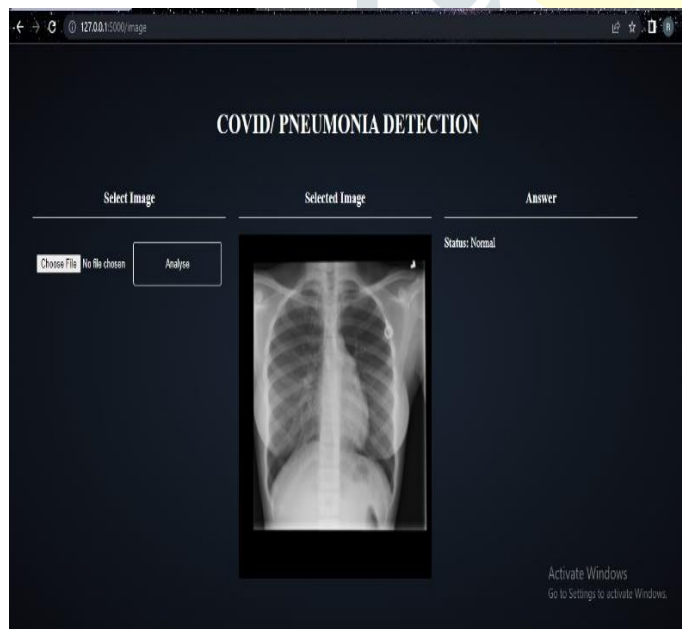 127.0.0.1:5000/image
COVID/ PNEUMONIA DETECTION
Select Image
Selected Image
Answer
Choose File No file chosen
Analyse
Status: Normal
Activate Windows
Go to Settings to activate Windows.